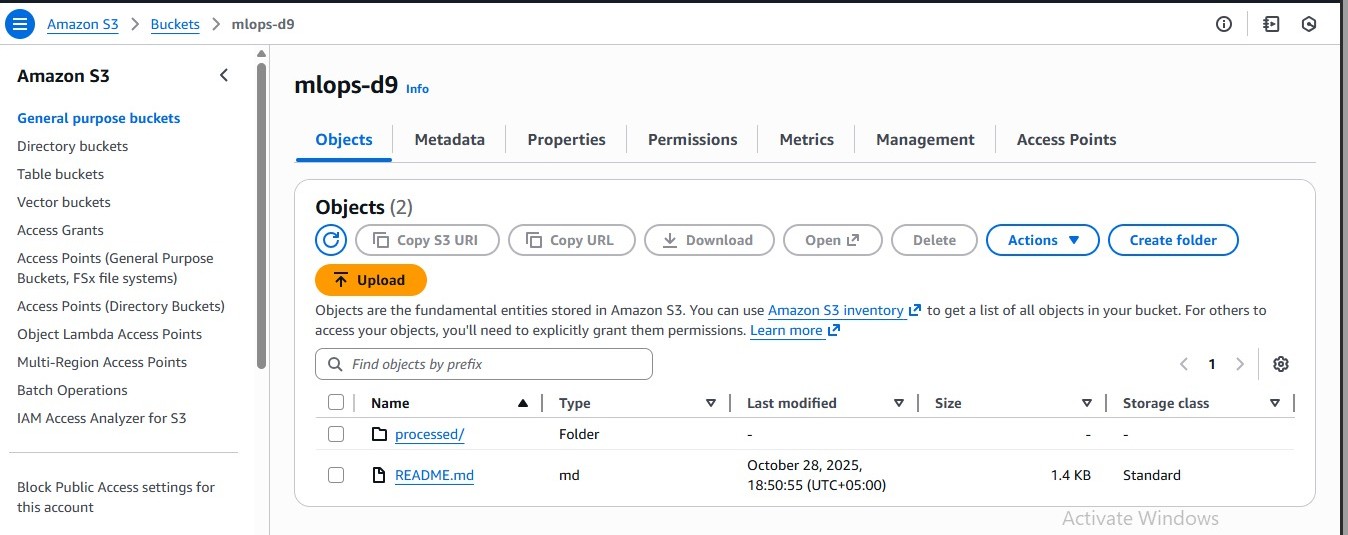 Amazon S3 > Buckets > mlops-d9
Amazon S3
General purpose buckets
Directory buckets
Table buckets
Vector buckets
Access Grants
Access Points (General Purpose
Buckets, FSx file systems)
Access Points (Directory Buckets)
Object Lambda Access Points
Multi-Region Access Points
Batch Operations
IAM Access Analyzer for S3
Block Public Access settings for
this account
mlops-d9 Info
Objects Metadata Properties Permissions Metrics Management Access Points
Objects (2)
Copy S3 URI Copy URL Download Open Delete Actions Create folder
Upload
Objects are the fundamental entities stored in Amazon S3. You can use Amazon S3 inventory to get a list of all objects in your bucket. For others to
access your objects, you'll need to explicitly grant them permissions. Learn more
Find objects by prefix
1
Name Type Last modified Size Storage class
processed/ Folder - - -
README.md md October 28, 2025, 1.4 KB Standard
18:50:55 (UTC+05:00)
Activate Windows